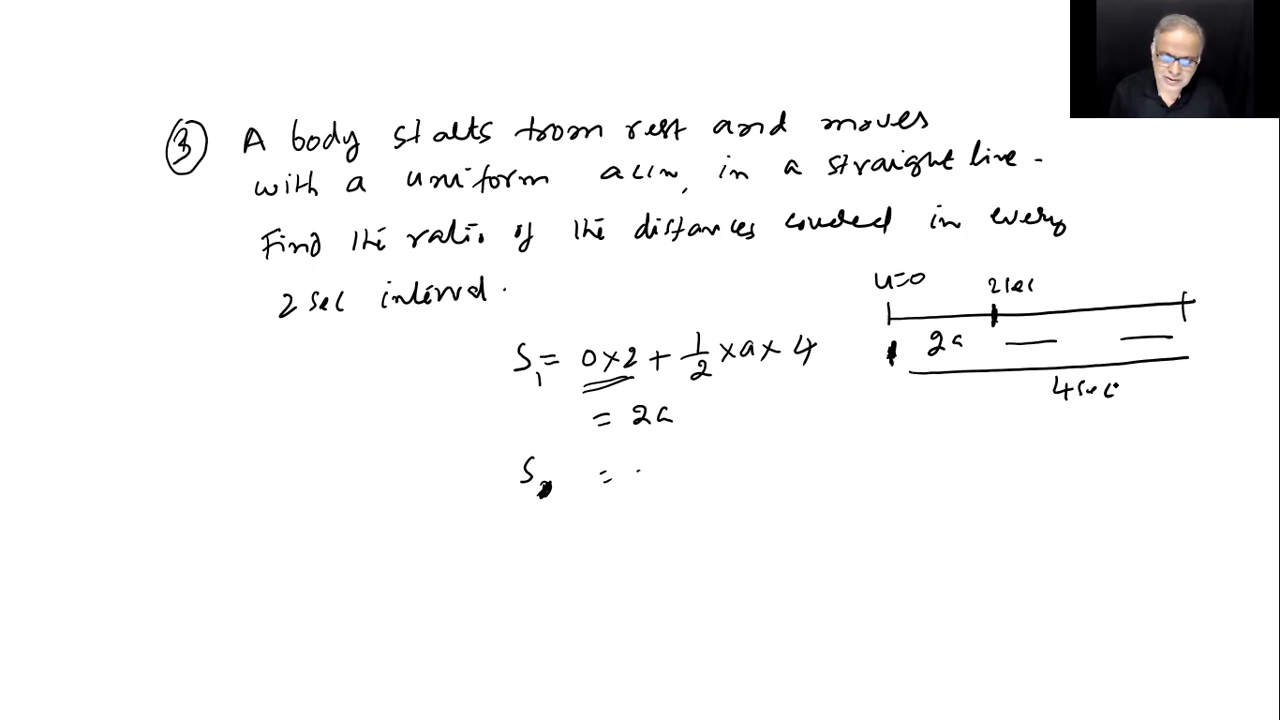 ③ A body starts from rest and moves
with a uniform accn, in a straight line.
Find the ratio of the distances covered in every
2 sec interval.
u=0 2sec
2a
4sec
S₁ = 0×2 + 1/2 × a × 4
= 2a
S =